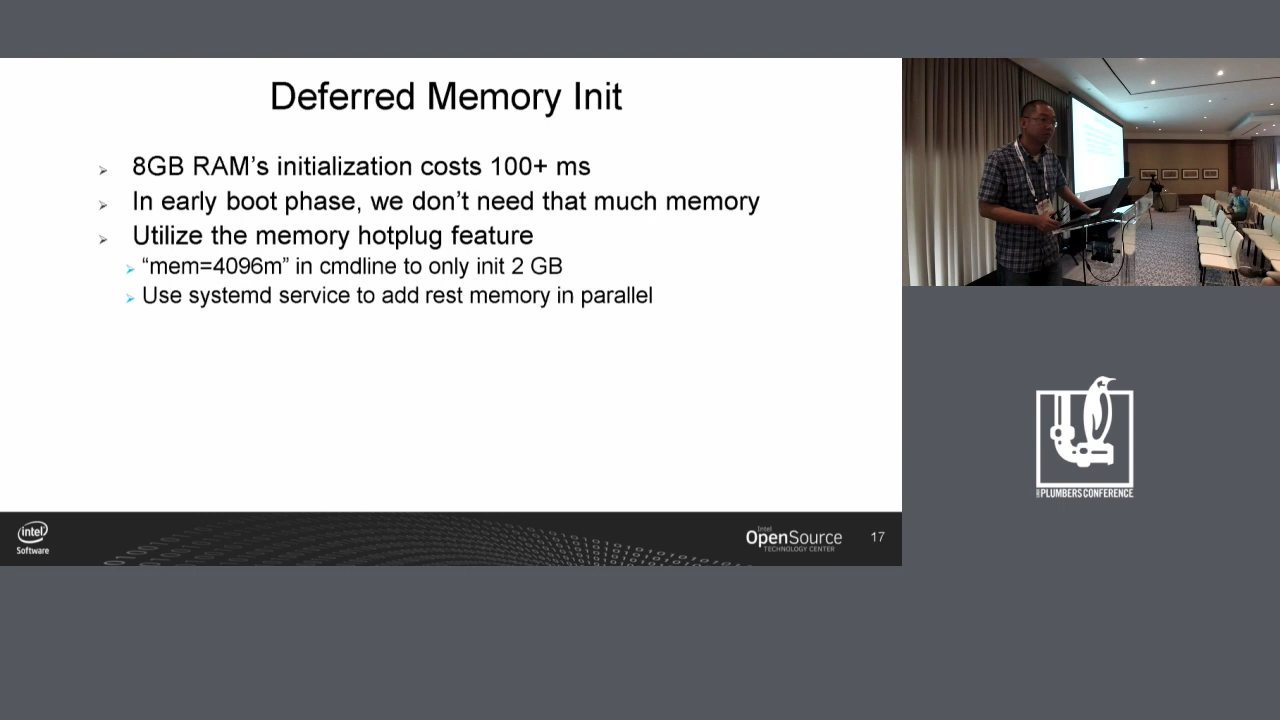 Deferred Memory Init
8GB RAM's initialization costs 100+ ms
In early boot phase, we don't need that much memory
Utilize the memory hotplug feature
“mem=4096m” in cmdline to only init 2 GB
Use systemd service to add rest memory in parallel
intel
Software
Intel
OpenSource
TECHNOLOGY CENTER
17
PLUMBERS CONFERENCE